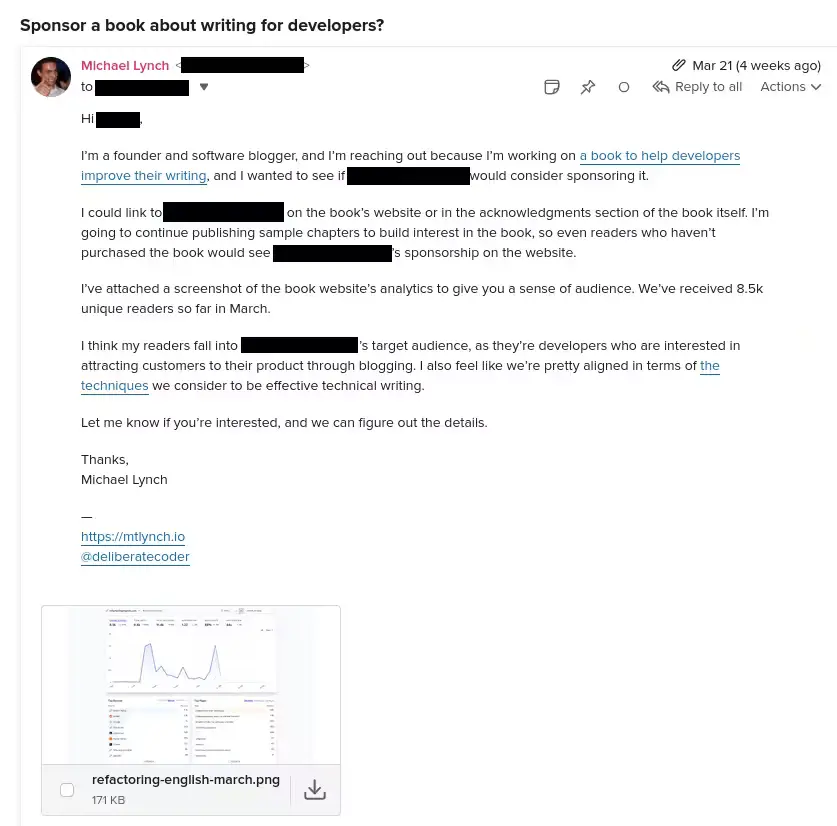 Sponsor a book about writing for developers?
Michael Lynch < > Mar 21 (4 weeks ago)
to Reply to all Actions
Hi ,
I'm a founder and software blogger, and I'm reaching out because I'm working on a book to help developers
improve their writing, and I wanted to see if would consider sponsoring it.
I could link to on the book's website or in the acknowledgments section of the book itself. I'm
going to continue publishing sample chapters to build interest in the book, so even readers who haven't
purchased the book would see 's sponsorship on the website.
I've attached a screenshot of the book website's analytics to give you a sense of audience. We've received 8.5k
unique readers so far in March.
I think my readers fall into 's target audience, as they're developers who are interested in
attracting customers to their product through blogging. I also feel like we're pretty aligned in terms of the
techniques we consider to be effective technical writing.
Let me know if you're interested, and we can figure out the details.
Thanks,
Michael Lynch
—
https://mtlynch.io
@deliberatecoder
refactoring-english-march.png
171 KB